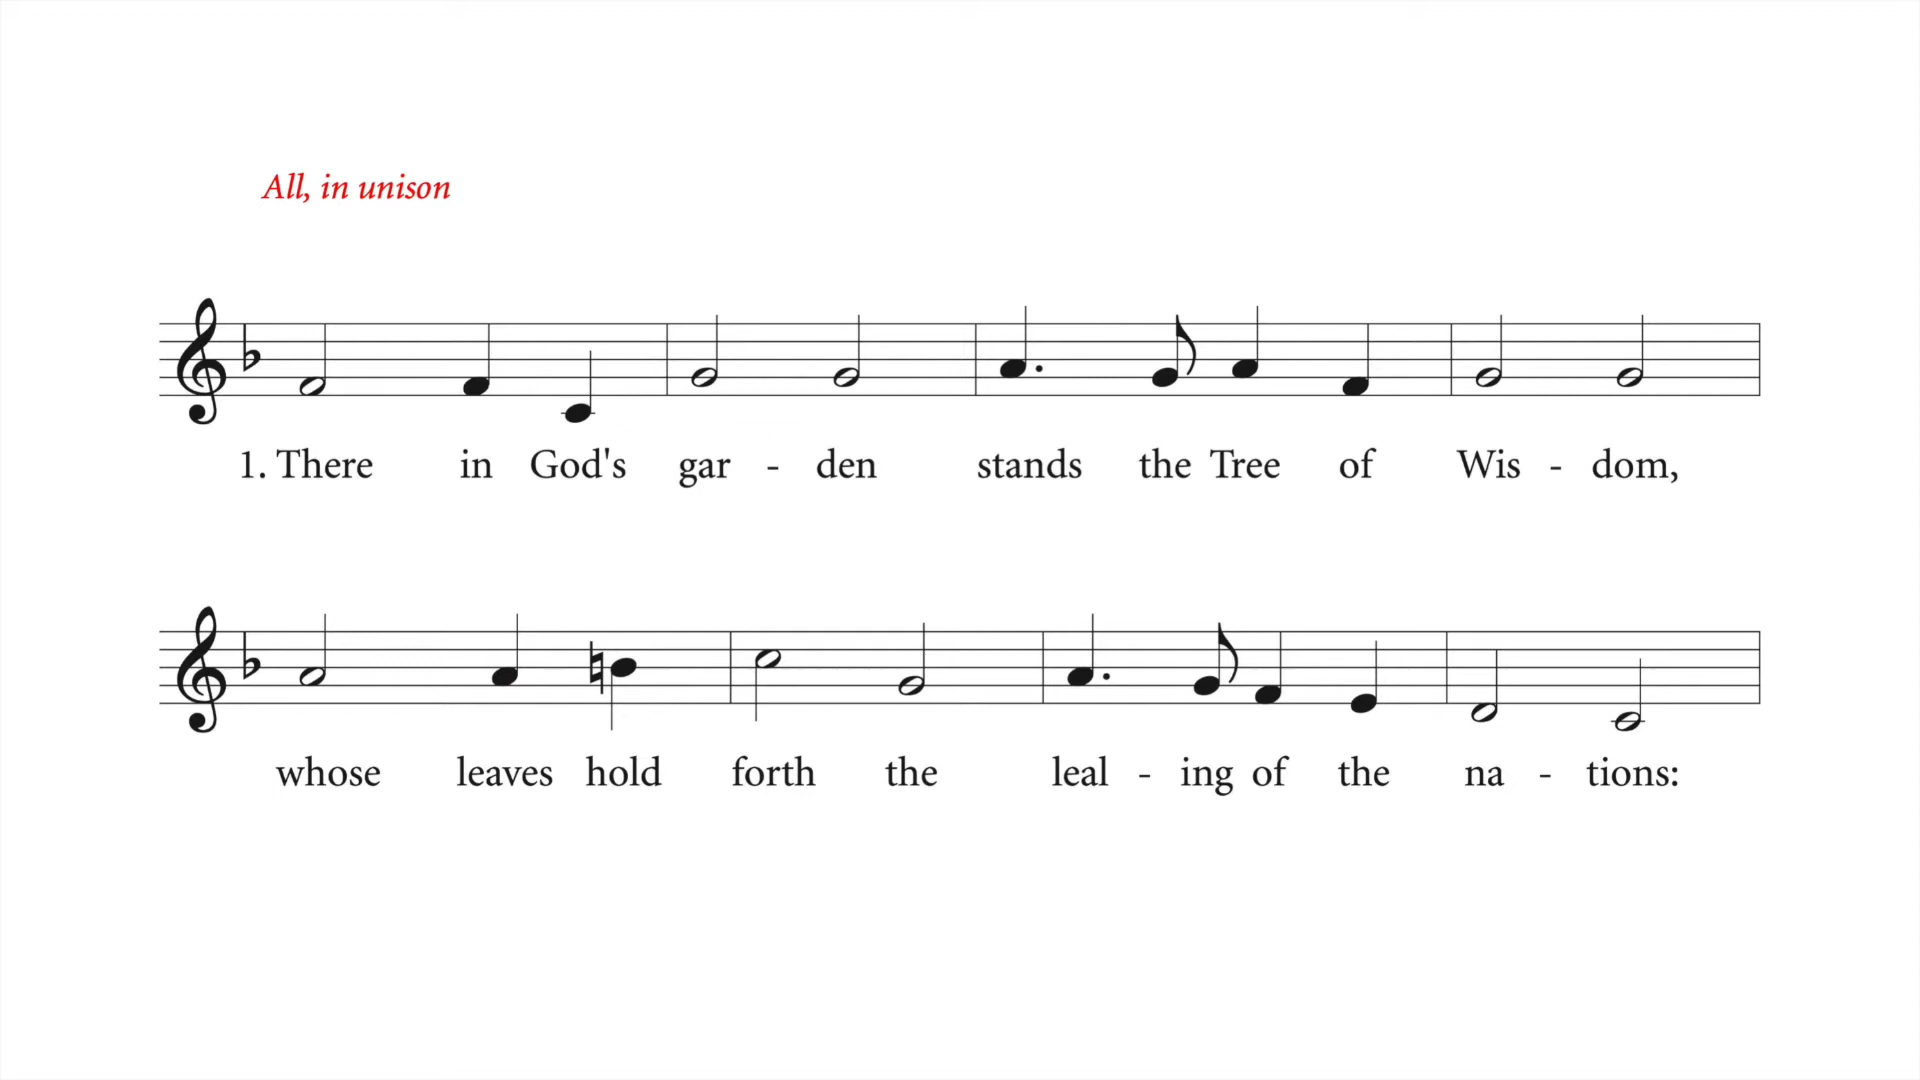 All, in unison
1. There in God's gar - den stands the Tree of Wis - dom,
whose leaves hold forth the leal - ing of the na - tions: